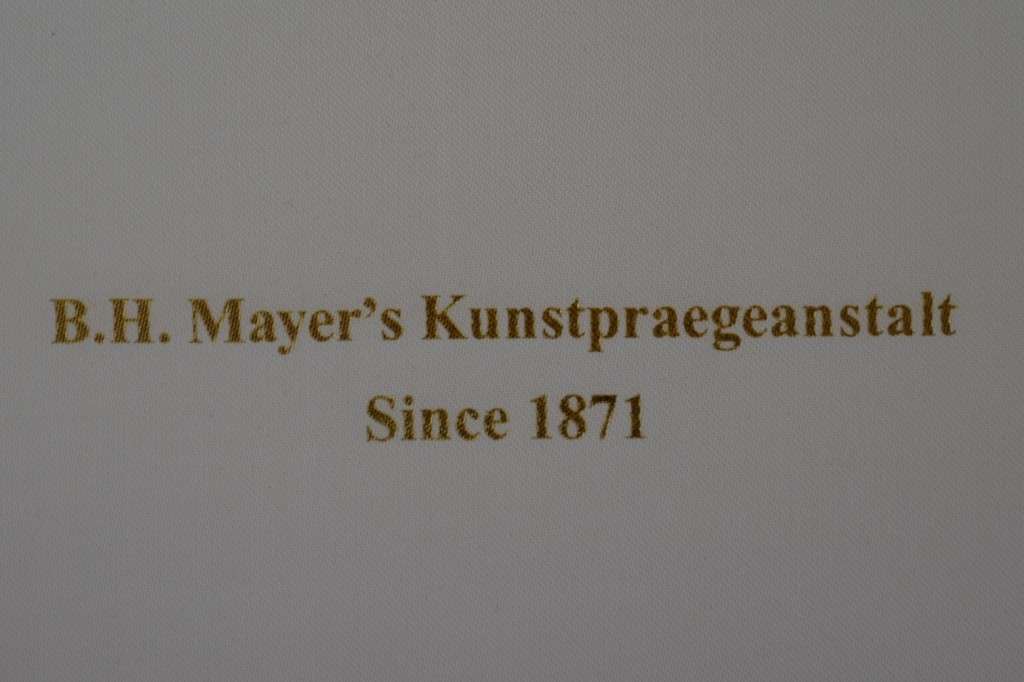 B.H. Mayer’s Kunstpraegeanstalt
Since 1871